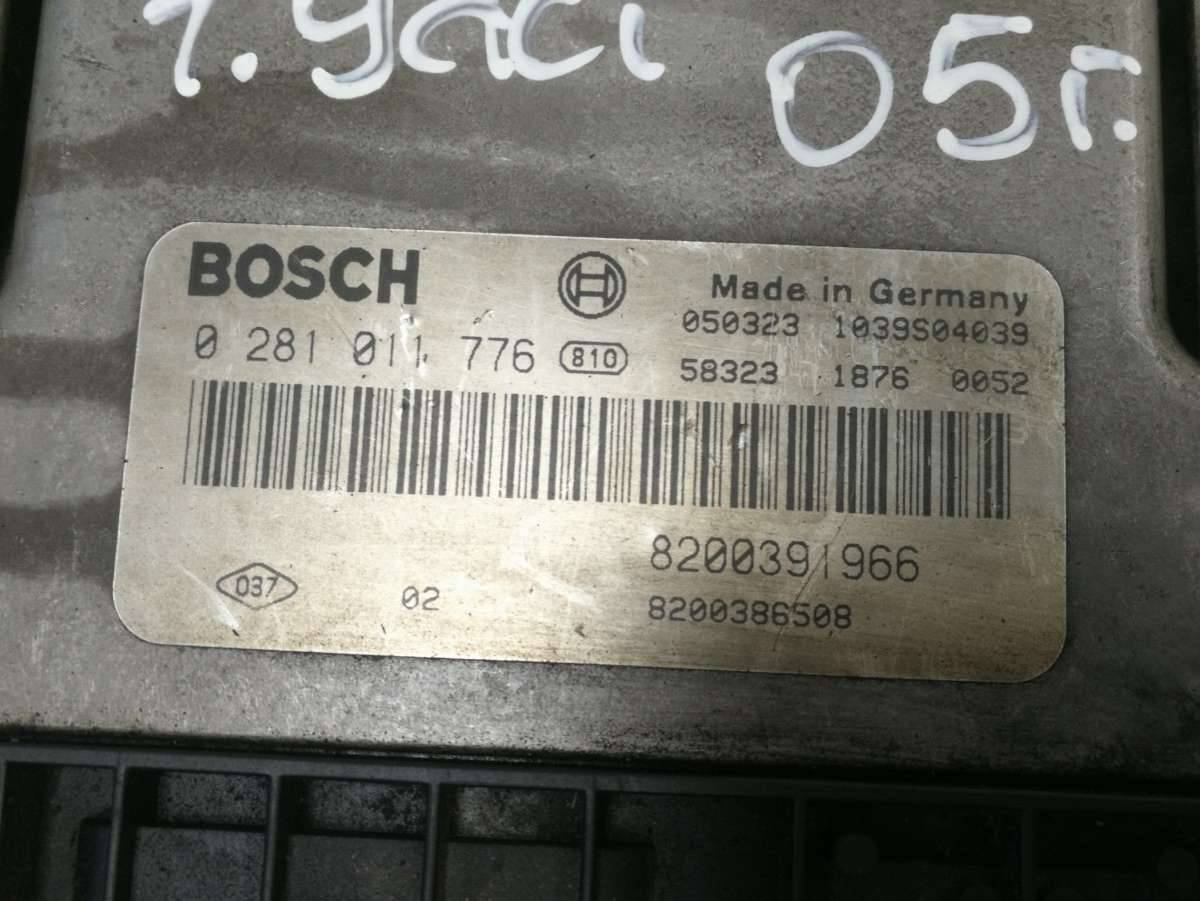 1.9dci 05г.
BOSCH
Made in Germany
050323 1039S04039
0 281 011 776 810
58323 1876 0052
8200391966
037 02 8200386508